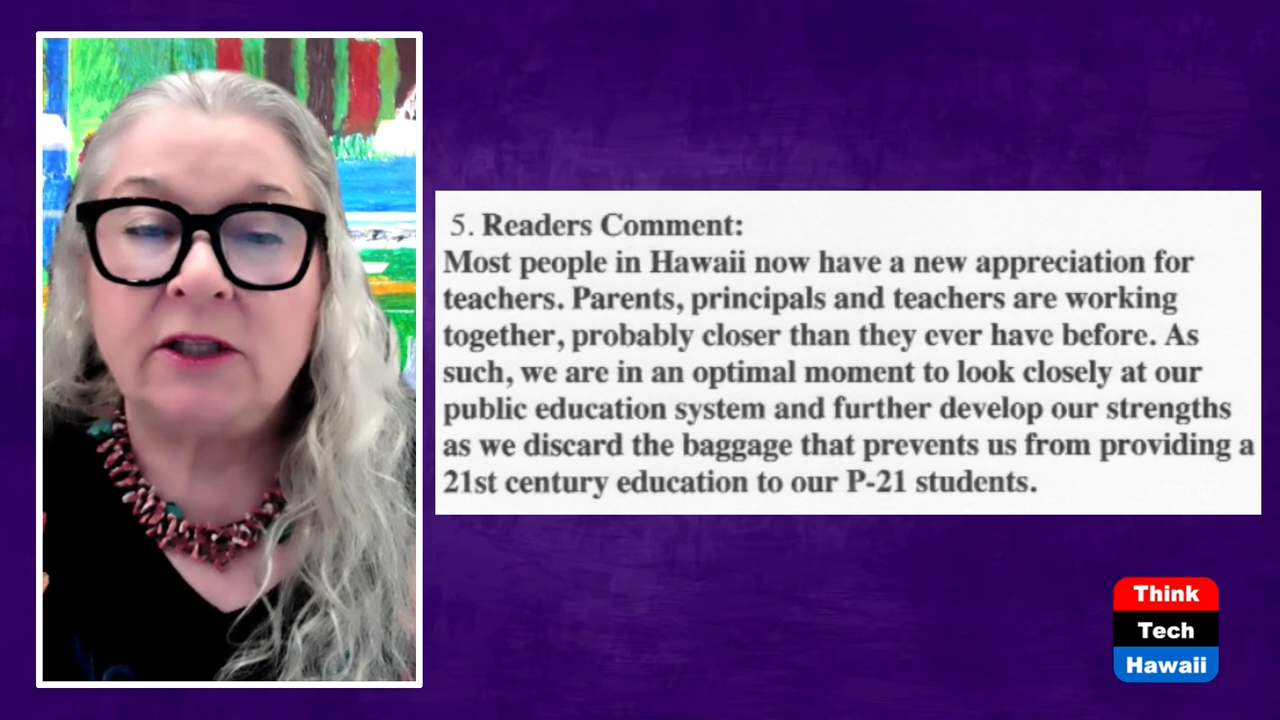 5. Readers Comment:
Most people in Hawaii now have a new appreciation for
teachers. Parents, principals and teachers are working
together, probably closer than they ever have before. As
such, we are in an optimal moment to look closely at our
public education system and further develop our strengths
as we discard the baggage that prevents us from providing a
21st century education to our P-21 students.
Think
Tech
Hawaii